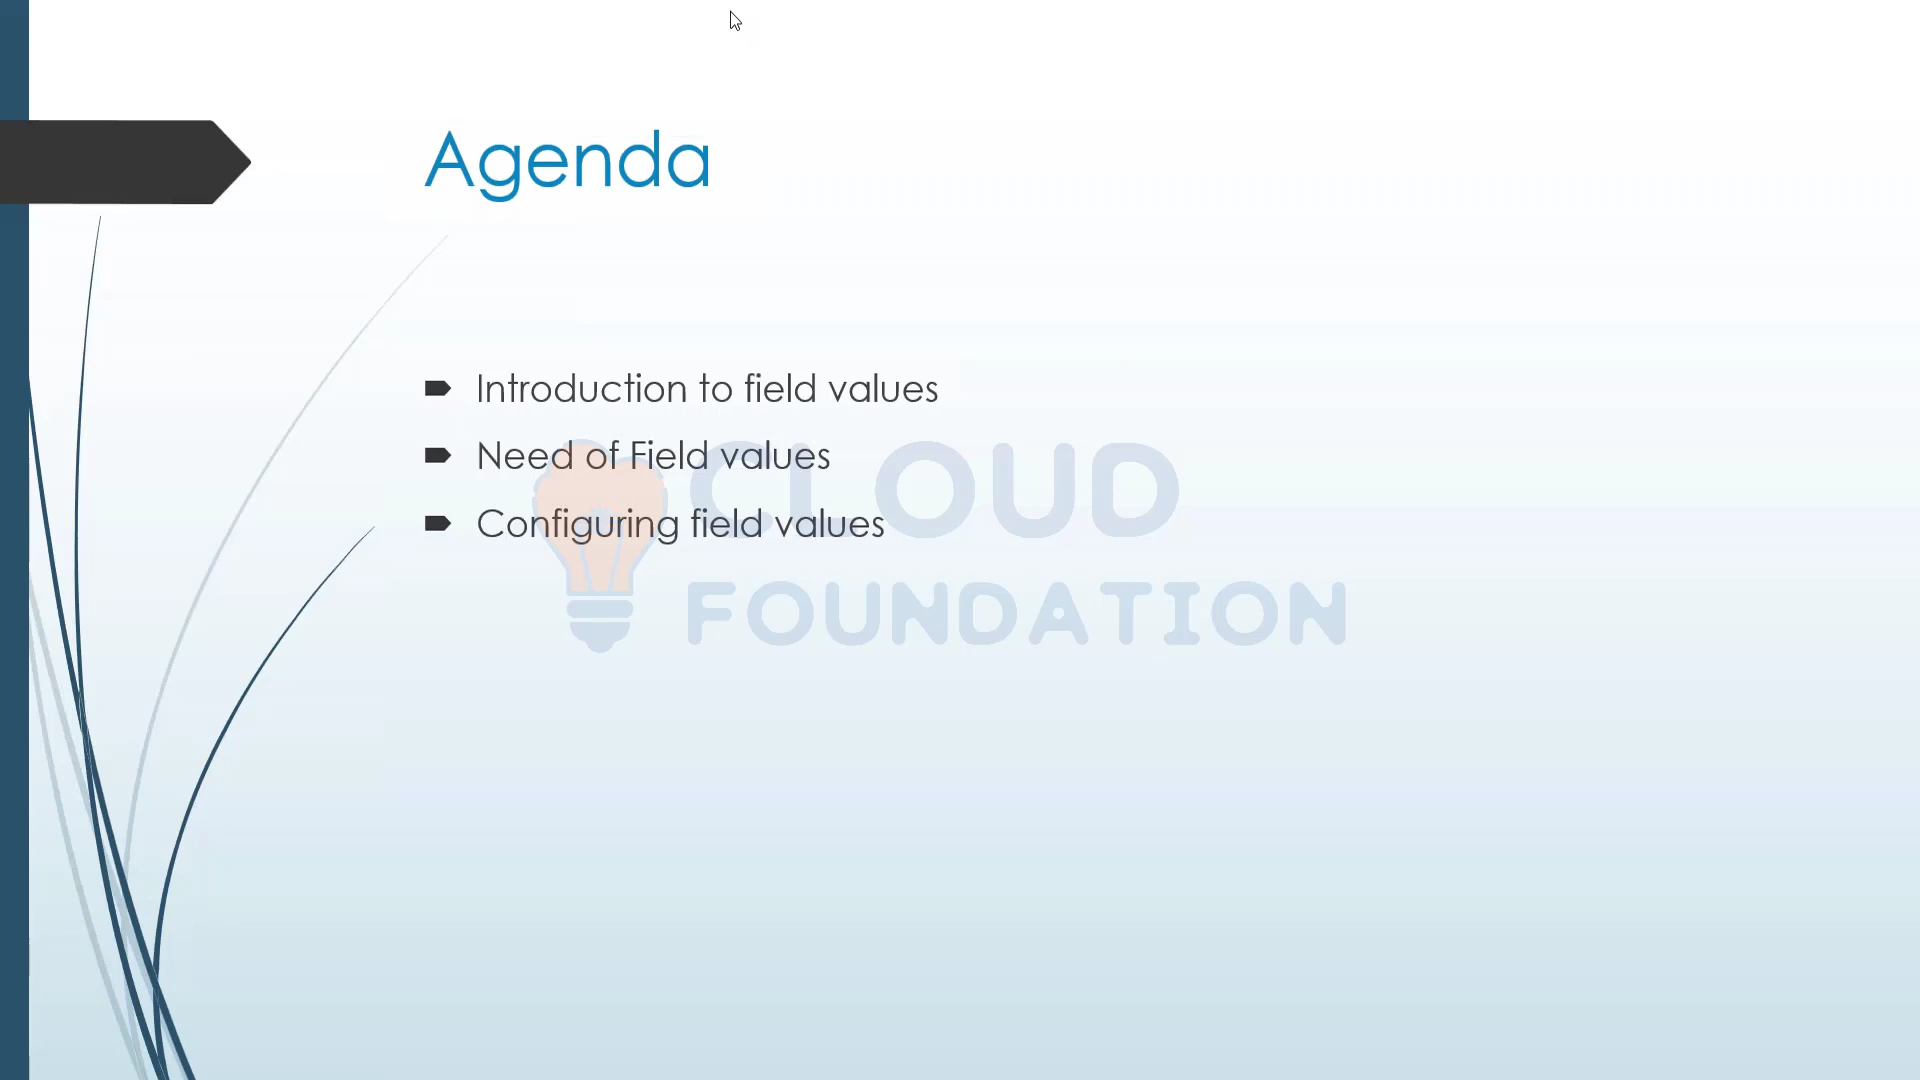 Agenda
Introduction to field values
Need of Field values
Configuring field values
CLOUD
FOUNDATION